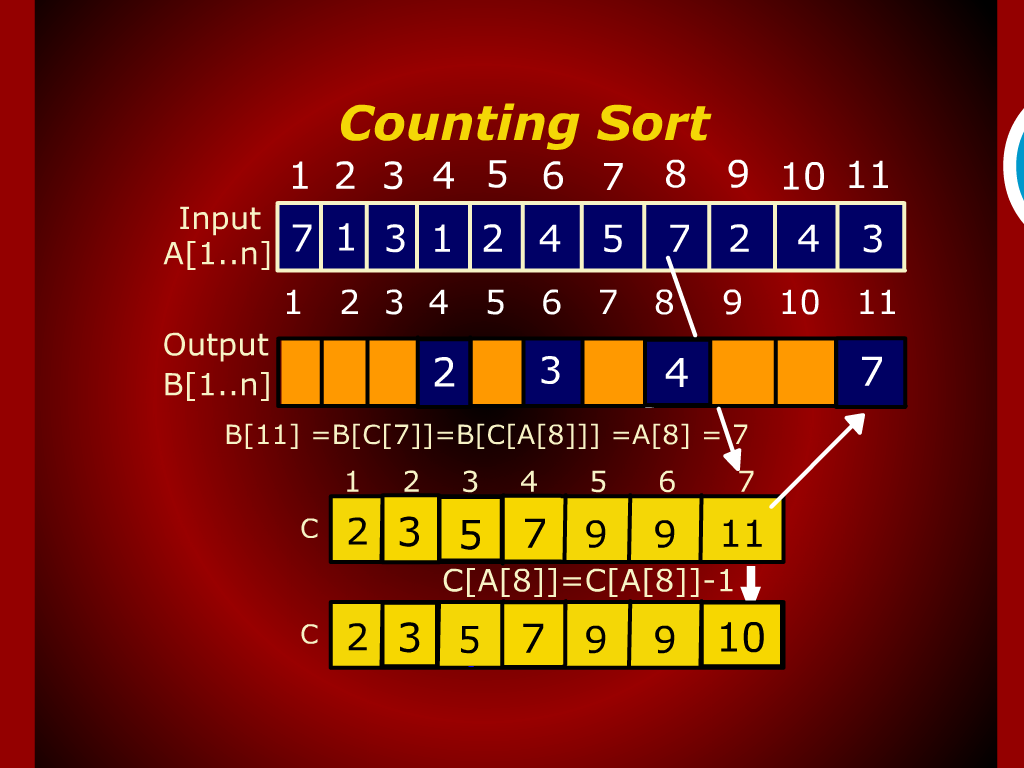 Counting Sort
1 2 3 4 5 6 7 8 9 10 11
Input
A[1..n]
7 1 3 1 2 4 5 7 2 4 3
1 2 3 4 5 6 7 8 9 10 11
Output
B[1..n]
2 3 4 7
B[11] =B[C[7]]=B[C[A[8]]] =A[8] = 7
1 2 3 4 5 6 7
C 2 3 5 7 9 9 11
C[A[8]]=C[A[8]]-1
C 2 3 5 7 9 9 10